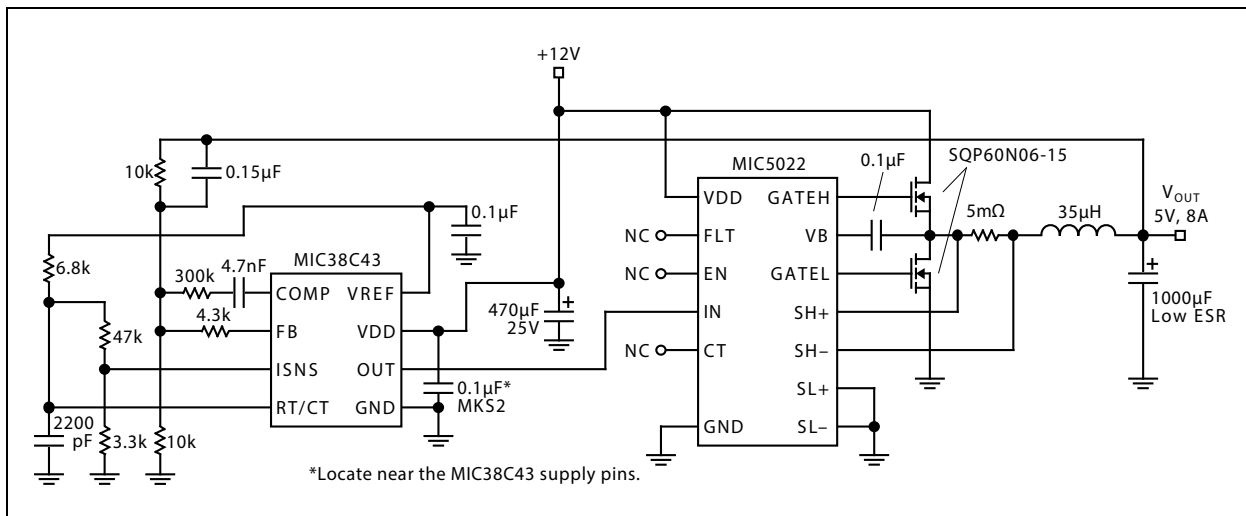 +12V
10k
0.15µF
0.1µF
6.8k
300k
4.7nF
4.3k
47k
2200
pF
3.3k
10k
MIC38C43
COMP
VREF
FB
VDD
ISNS
OUT
RT/CT
GND
0.1µF*
MKS2
470µF
25V
*Locate near the MIC38C43 supply pins.
MIC5022
VDD
GATEH
NC
FLT
VB
NC
EN
GATEL
IN
SH+
NC
CT
SH–
SL+
GND
SL–
0.1µF
SQP60N06-15
5mΩ
35µH
VOUT
5V, 8A
+
1000µF
Low ESR
+